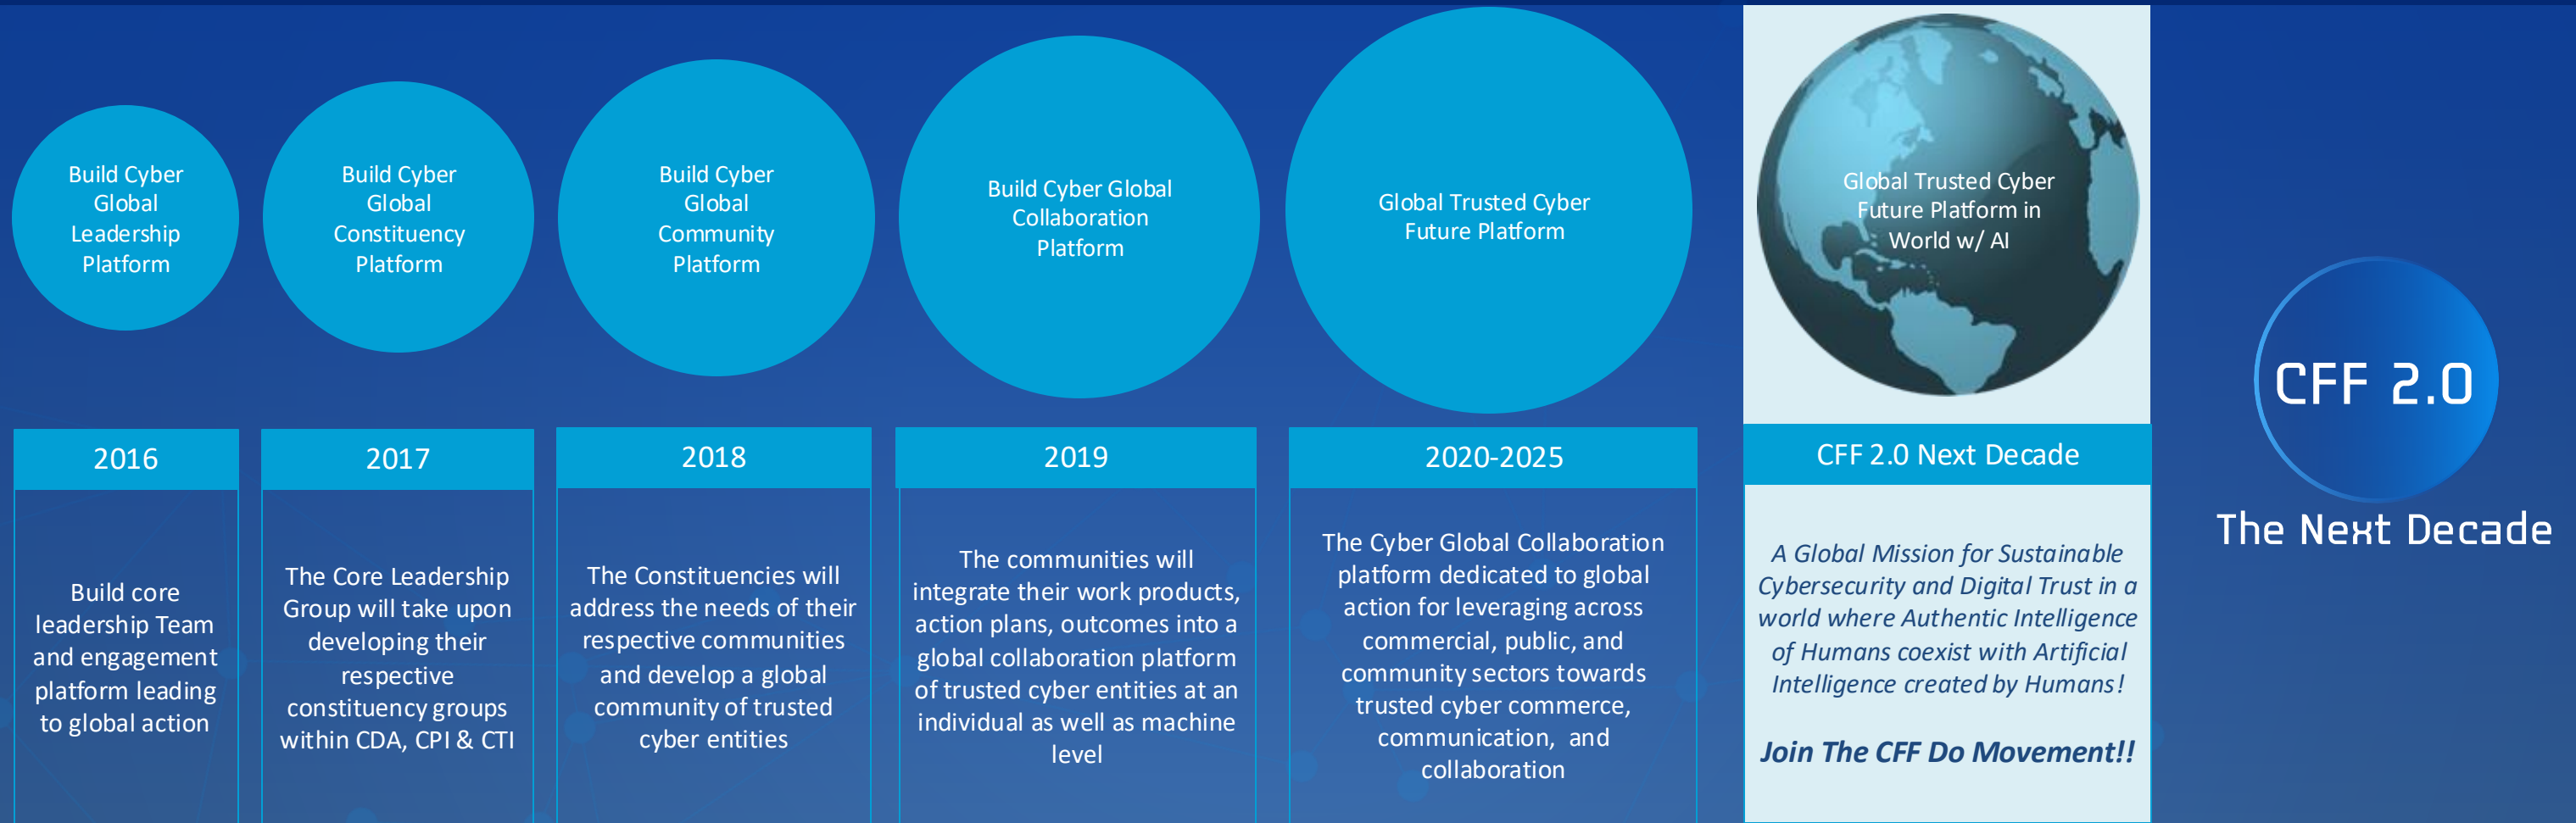 Build Cyber
Global
Leadership
Platform
Build Cyber
Global
Constituency
Platform
Build Cyber
Global
Community
Platform
Build Cyber Global
Collaboration
Platform
Global Trusted Cyber
Future Platform
Global Trusted Cyber
Future Platform in
World w/ AI
2016
2017
2018
2019
2020-2025
CFF 2.0 Next Decade
Build core
leadership Team
and engagement
platform leading
to global action
The Core Leadership
Group will take upon
developing their
respective
constituency groups
within CDA, CPI & CTI
The Constituencies will
address the needs of their
respective communities
and develop a global
community of trusted
cyber entities
The communities will
integrate their work products,
action plans, outcomes into a
global collaboration platform
of trusted cyber entities at an
individual as well as machine
level
The Cyber Global Collaboration
platform dedicated to global
action for leveraging across
commercial, public, and
community sectors towards
trusted cyber commerce,
communication, and
collaboration
A Global Mission for Sustainable
Cybersecurity and Digital Trust in a
world where Authentic Intelligence
of Humans coexist with Artificial
Intelligence created by Humans!
Join The CFF Do Movement!!
CFF 2.0
The Next Decade